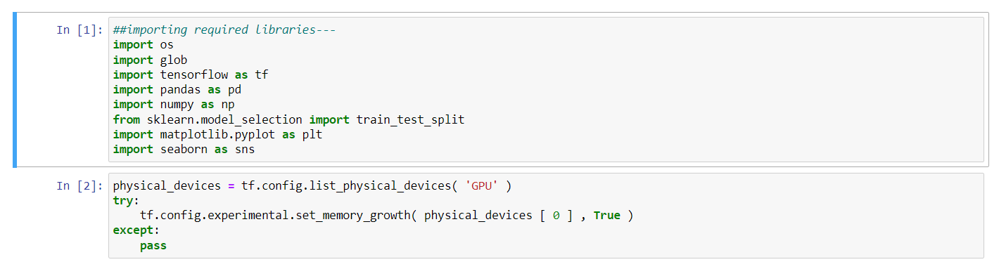 In [1]: ##importing required libraries---
import os
import glob
import tensorflow as tf
import pandas as pd
import numpy as np
from sklearn.model_selection import train_test_split
import matplotlib.pyplot as plt
import seaborn as sns
In [2]: physical_devices = tf.config.list_physical_devices( 'GPU' )
try:
    tf.config.experimental.set_memory_growth( physical_devices [ 0 ] , True )
except:
    pass